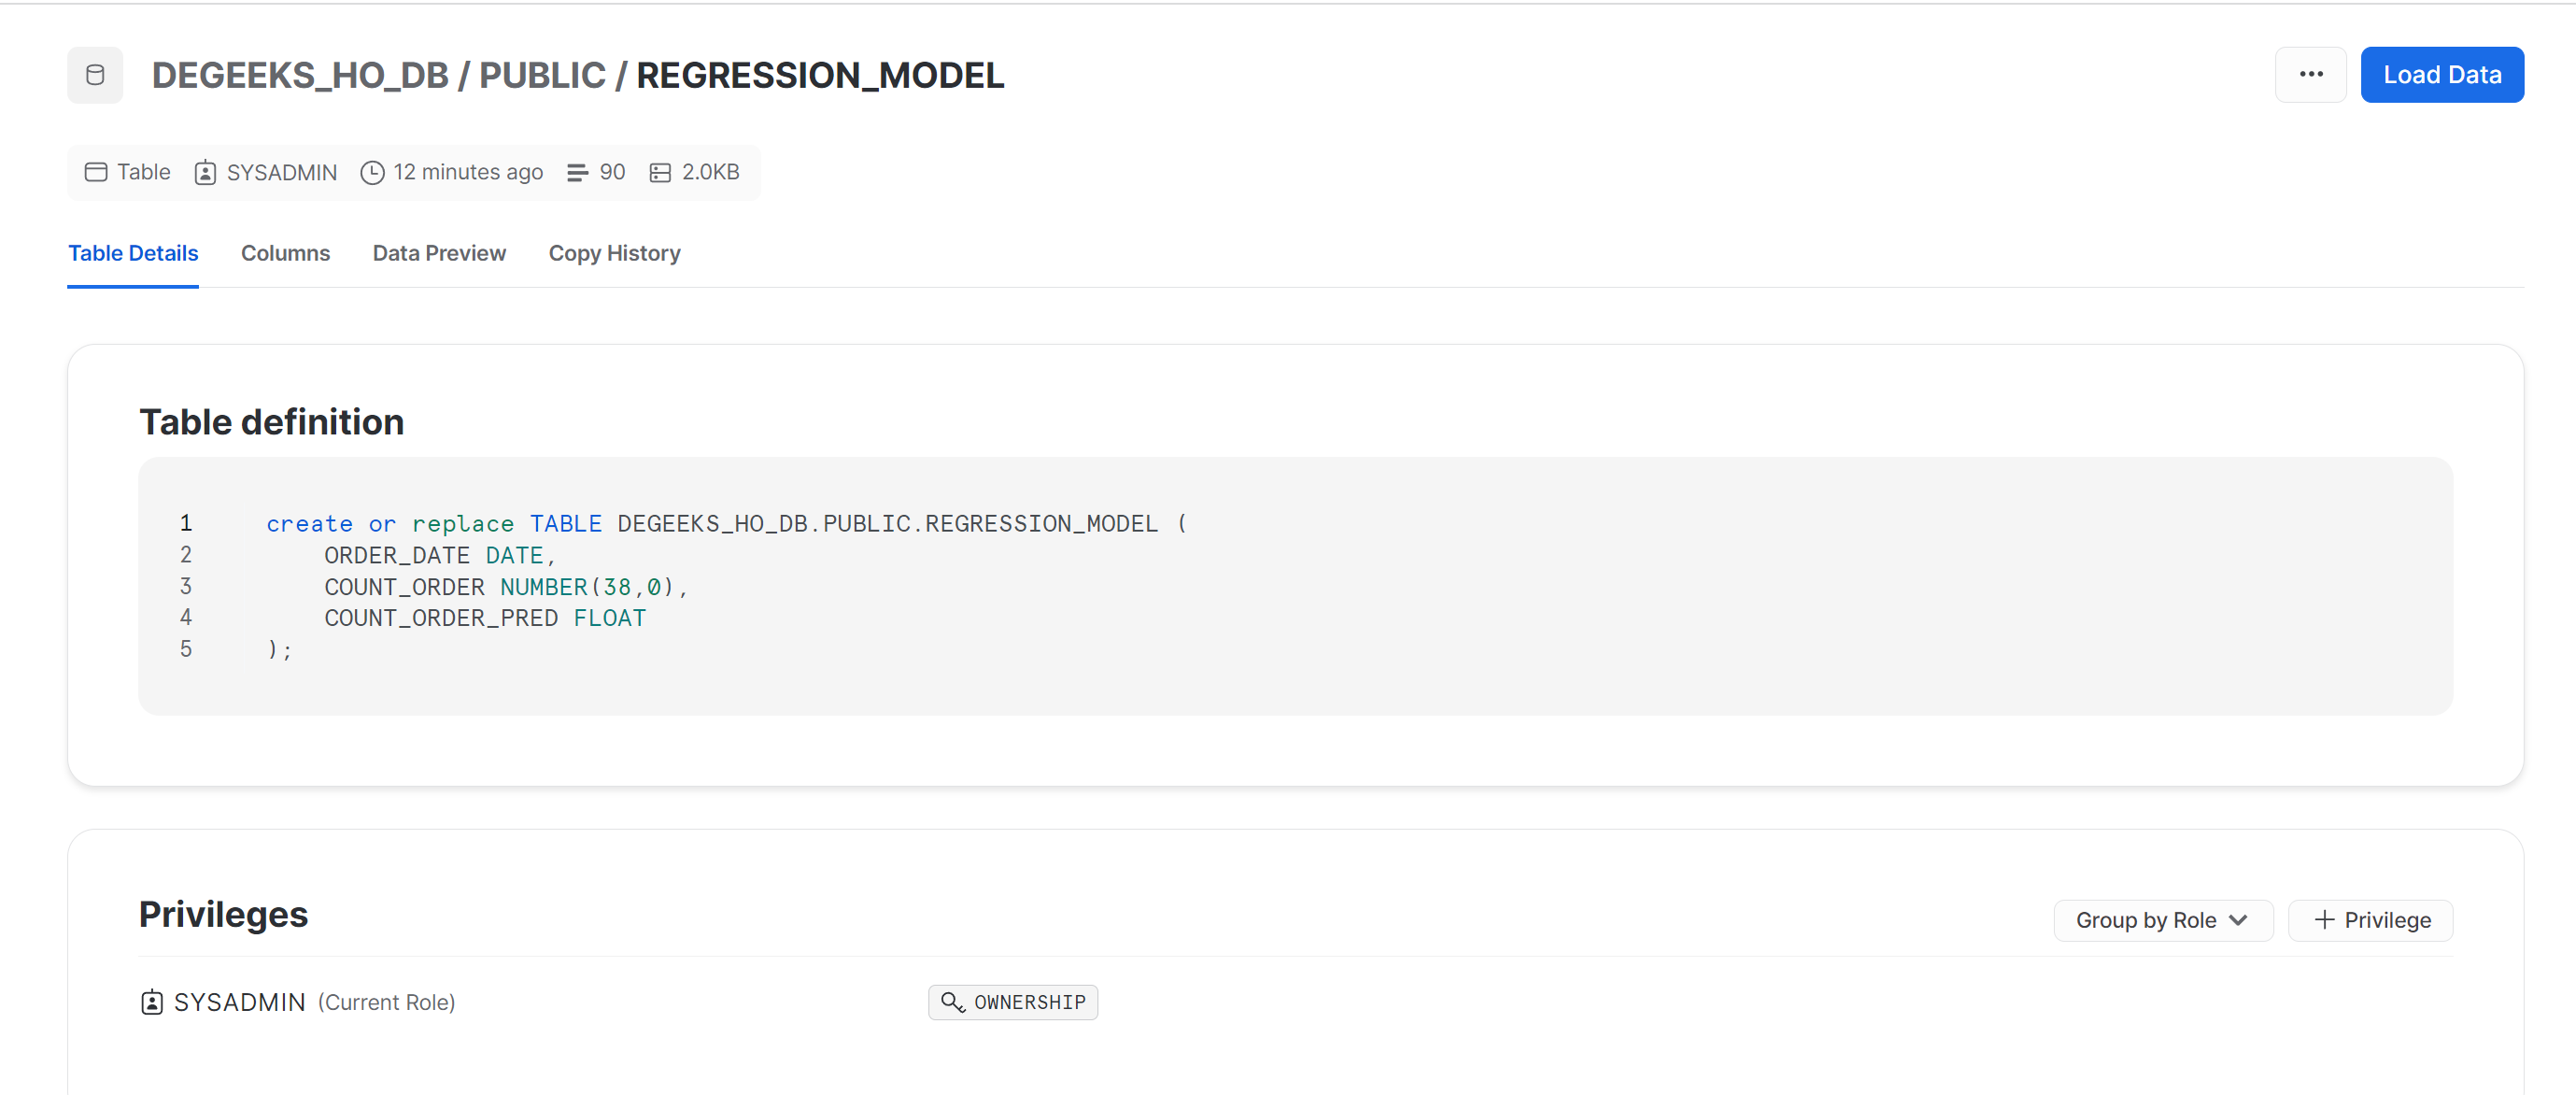 DEGEEKS_HO_DB / PUBLIC / REGRESSION_MODEL
Load Data
Table SYSADMIN 12 minutes ago 90 2.0KB
Table Details Columns Data Preview Copy History
Table definition
1 create or replace TABLE DEGEEKS_HO_DB.PUBLIC.REGRESSION_MODEL (
2 ORDER_DATE DATE,
3 COUNT_ORDER NUMBER(38,0),
4 COUNT_ORDER_PRED FLOAT
5 );
Privileges
Group by Role + Privilege
SYSADMIN (Current Role) OWNERSHIP